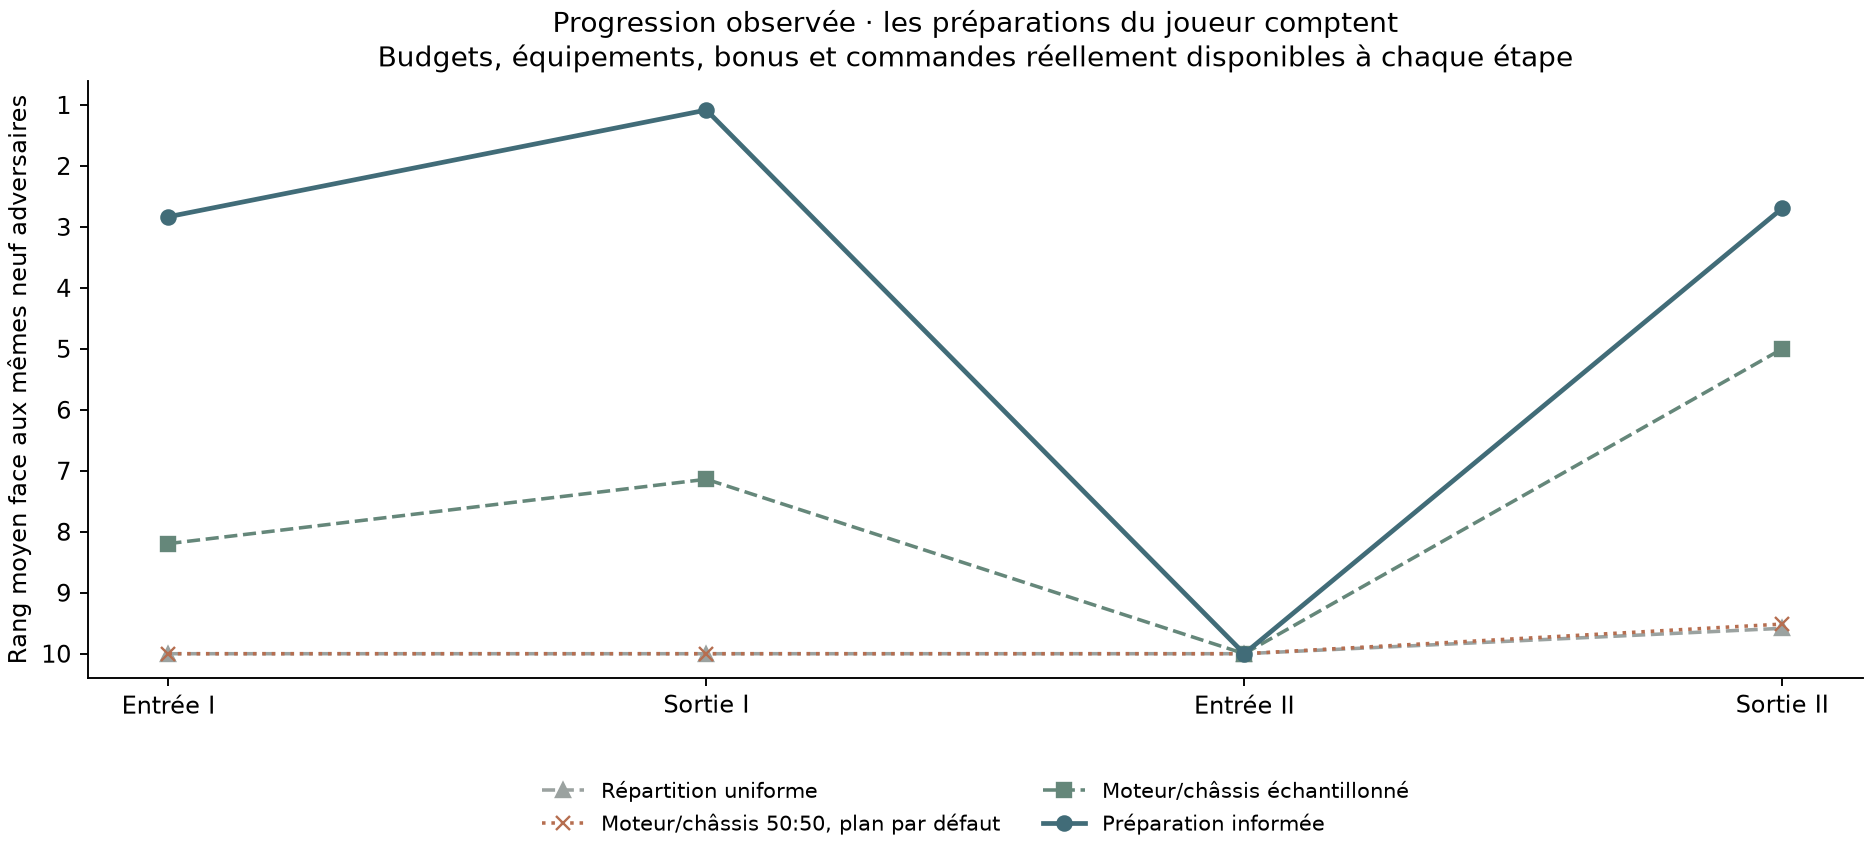 Progression observée · les préparations du joueur comptent
Budgets, équipements, bonus et commandes réellement disponibles à chaque étape
Rang moyen face aux mêmes neuf adversaires
1
2
3
4
5
6
7
8
9
10
Entrée I
Sortie I
Entrée II
Sortie II
Répartition uniforme
Moteur/châssis 50:50, plan par défaut
Moteur/châssis échantillonné
Préparation informée